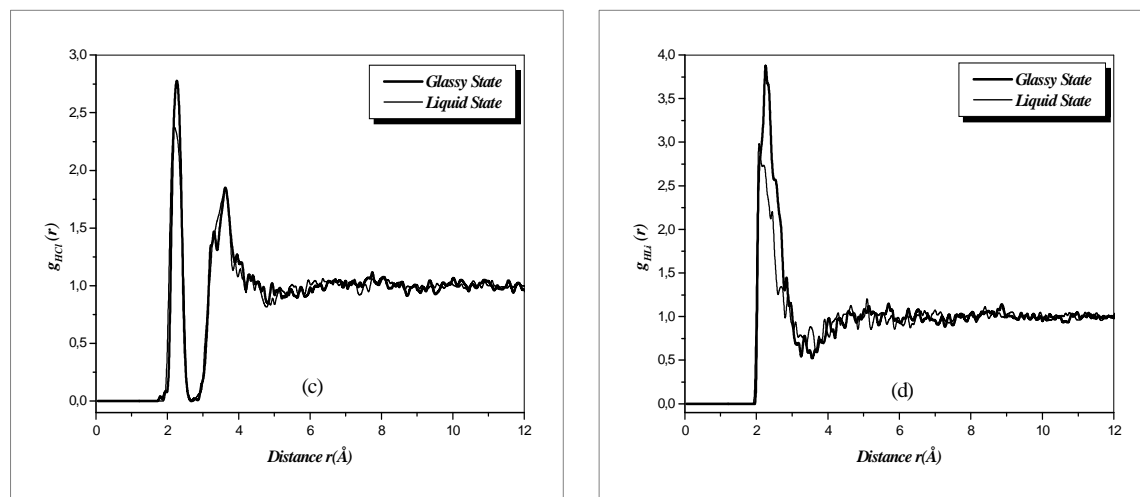 3,0
2,5
2,0
1,5
1,0
0,5
0,0
g HCl (r)
Glassy State
Liquid State
(c)
0 2 4 6 8 10 12
Distance r(Å)
4,0
3,5
3,0
2,5
2,0
1,5
1,0
0,5
0,0
g HLi (r)
Glassy State
Liquid State
(d)
0 2 4 6 8 10 12
Distance r(Å)